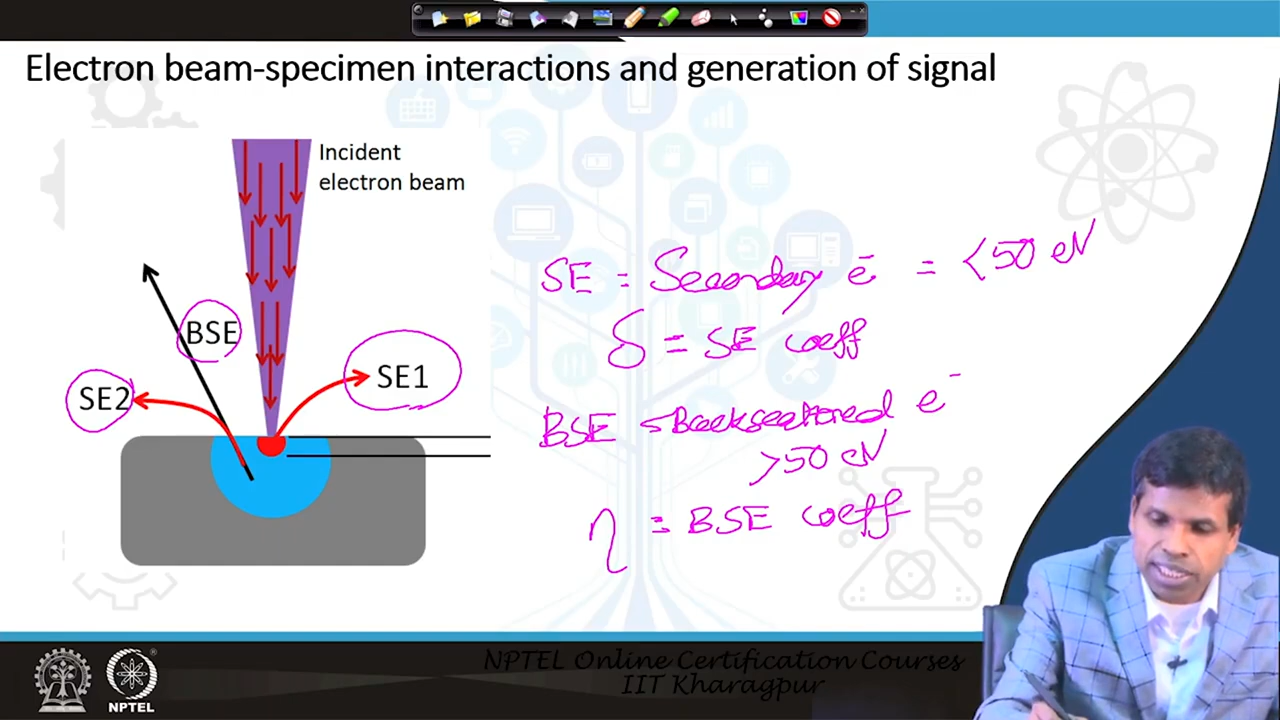 Electron beam-specimen interactions and generation of signal
Incident
electron beam
BSE
SE2
SE1
SE = Secondary e̅ = <50 eV
δ = SE coeff
BSE = Backscattered e⁻
>50 eV
η = BSE coeff
NPTEL Online Certification Courses
IIT Kharagpur
NPTEL